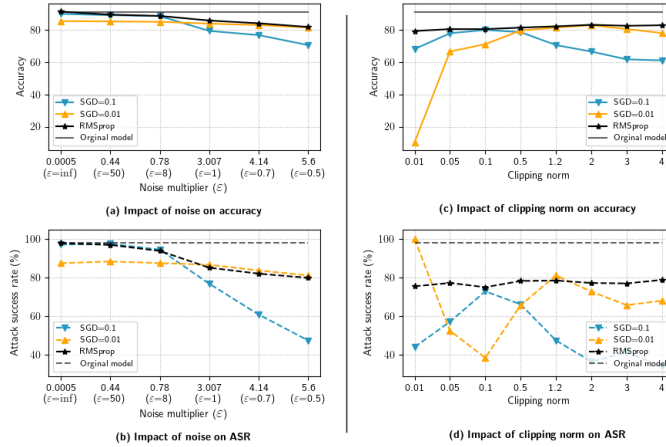 80
60
40
20
Accuracy
SGD=0.1
SGD=0.01
RMSprop
Orginal model
0.0005 0.44 0.78 3.007 4.14 5.6
(ε=inf) (ε=50) (ε=8) (ε=1) (ε=0.7) (ε=0.5)
Noise multiplier (ε)
(a) Impact of noise on accuracy
80
60
40
20
Accuracy
SGD=0.1
SGD=0.01
RMSprop
Orginal model
0.01 0.05 0.1 0.5 1.2 2 3 4
Clipping norm
(c) Impact of clipping norm on accuracy
100
80
60
40
Attack success rate (%)
SGD=0.1
SGD=0.01
RMSprop
Orginal model
0.0005 0.44 0.78 3.007 4.14 5.6
(ε=inf) (ε=50) (ε=8) (ε=1) (ε=0.7) (ε=0.5)
Noise multiplier (ε)
(b) Impact of noise on ASR
100
80
60
40
Attack success rate (%)
SGD=0.1
SGD=0.01
RMSprop
Orginal model
0.01 0.05 0.1 0.5 1.2 2 3 4
Clipping norm
(d) Impact of clipping norm on ASR